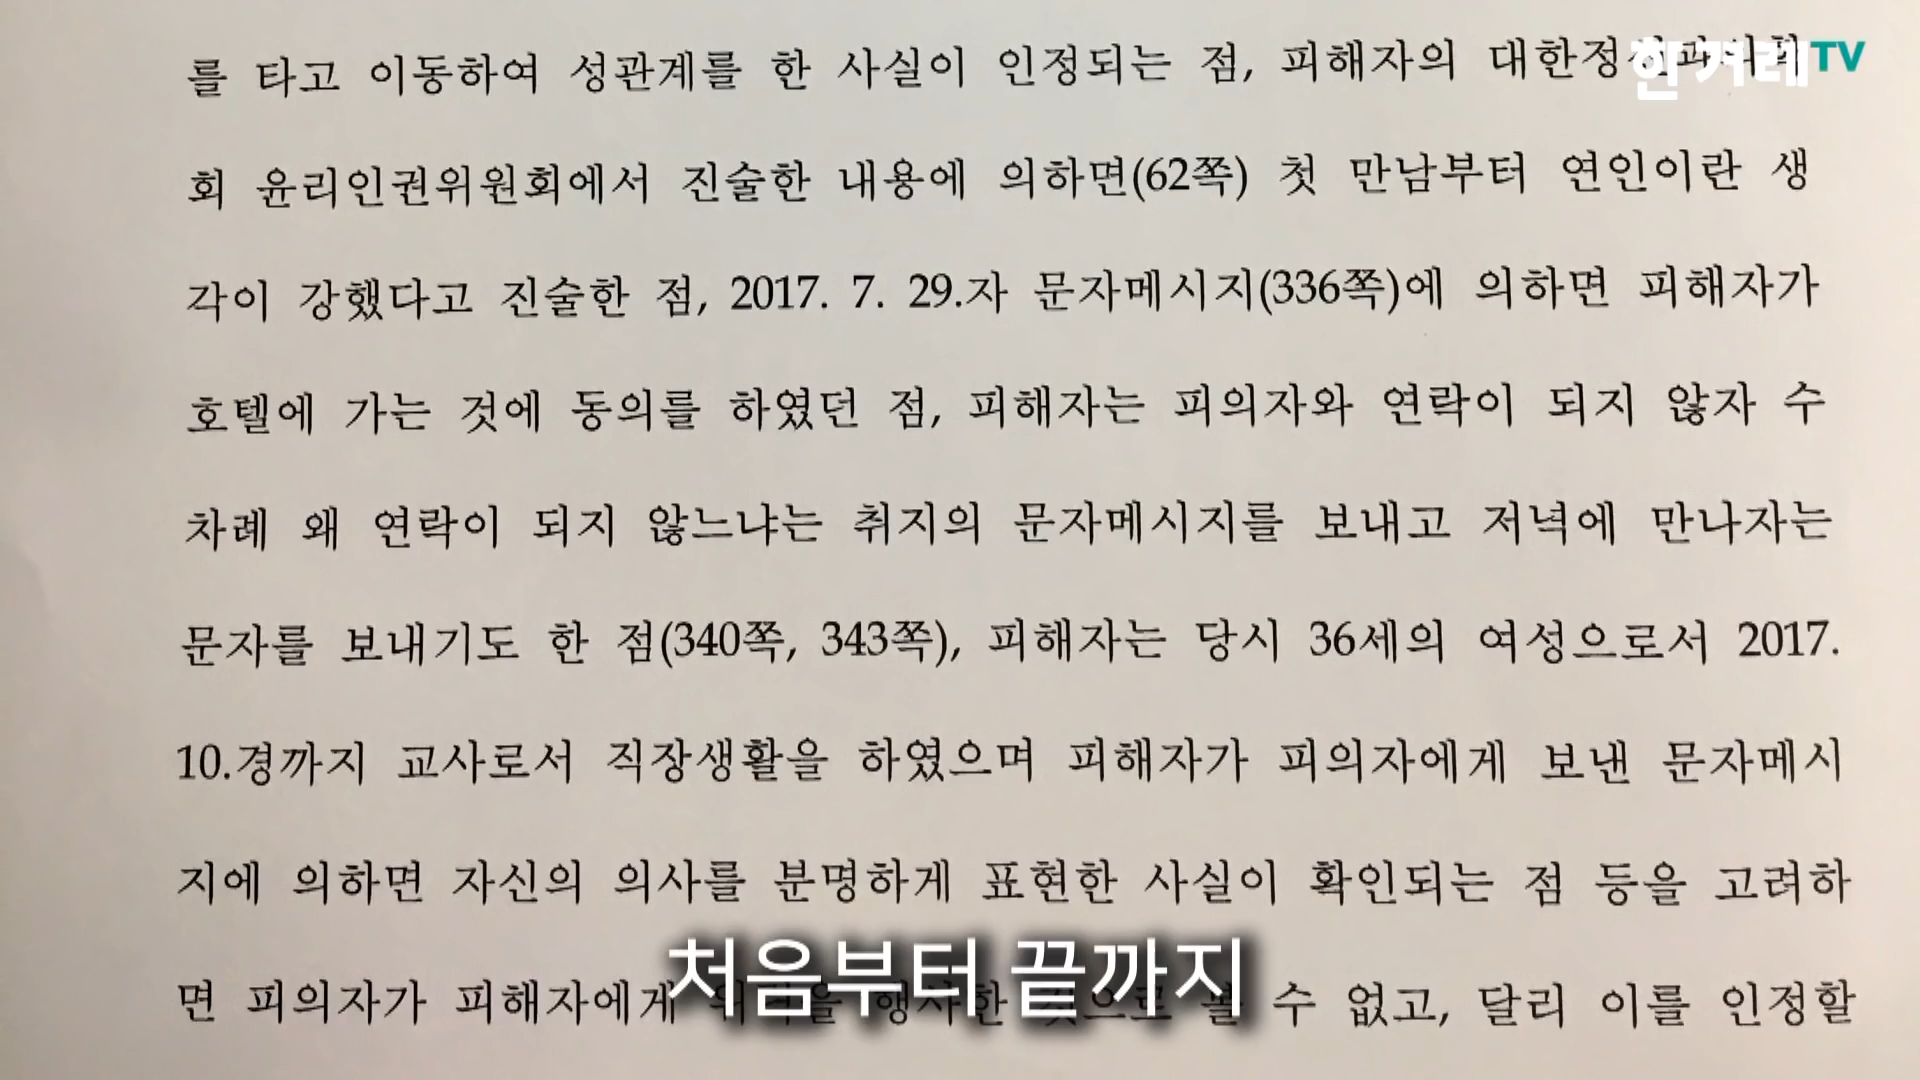 를 타고 이동하여 성관계를 한 사실이 인정되는 점, 피해자의
한겨레TV
회 윤리인권위원회에서 진술한 내용에 의하면(62쪽) 첫 만남부터 연인이란 생
각이 강했다고 진술한 점, 2017. 7. 29.자 문자메시지(336쪽)에 의하면 피해자가
호텔에 가는 것에 동의를 하였던 점, 피해자는 피의자와 연락이 되지 않자 수
차례 왜 연락이 되지 않느냐는 취지의 문자메시지를 보내고 저녁에 만나자는
문자를 보내기도 한 점(340쪽, 343쪽), 피해자는 당시 36세의 여성으로서 2017.
10.경까지 교사로서 직장생활을 하였으며 피해자가 피의자에게 보낸 문자메시
지에 의하면 자신의 의사를 분명하게 표현한 사실이 확인되는 점 등을 고려하
면 피의자가 피해자에게 수 없고, 달리 이를 인정할
처음부터 끝까지